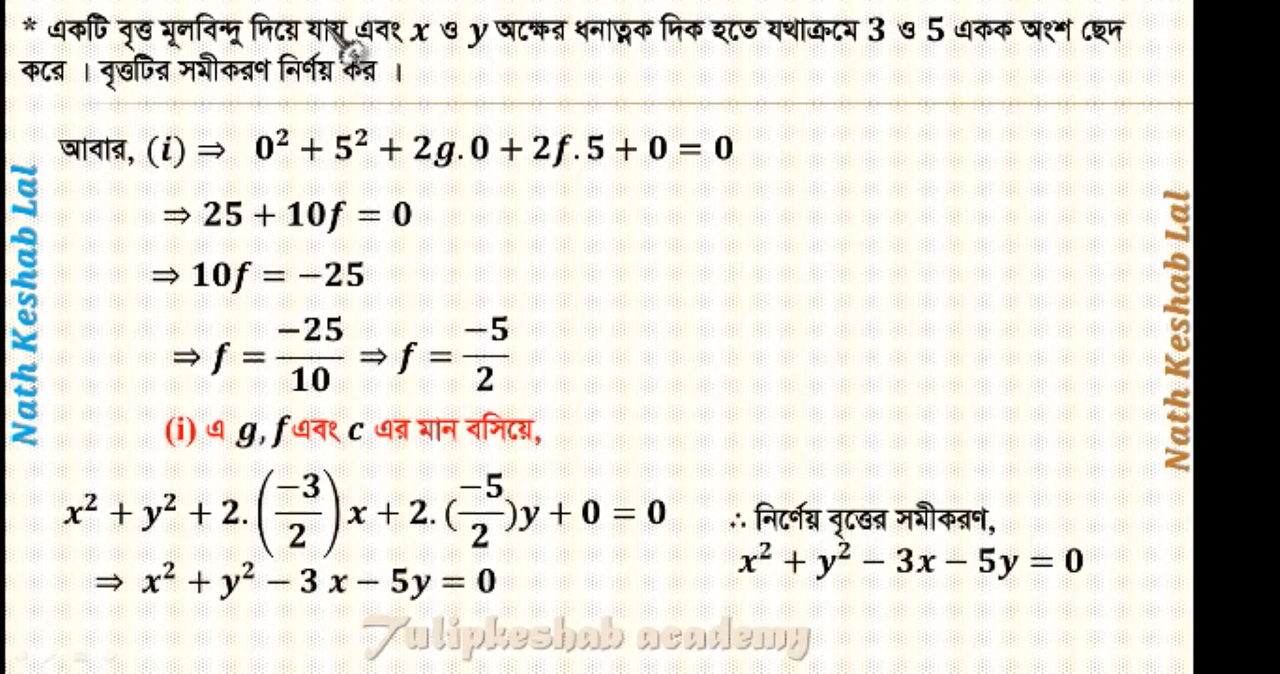 * একটি বৃত্ত মূলবিন্দু দিয়ে যায় এবং x ও y অক্ষের ধনাত্নক দিক হতে যথাক্রমে 3 ও 5 একক অংশ ছেদ
করে । বৃত্তটির সমীকরণ নির্ণয় কর ।
আবার, (i) ⇒ 0² + 5² + 2g.0 + 2f.5 + 0 = 0
⇒ 25 + 10f = 0
⇒ 10f = −25
⇒ f = −25/10 ⇒ f = −5/2
(i) এ g, f এবং c এর মান বসিয়ে,
x² + y² + 2.(−3/2)x + 2.(−5/2)y + 0 = 0
⇒ x² + y² − 3 x − 5y = 0
∴ নির্ণেয় বৃত্তের সমীকরণ,
x² + y² − 3x − 5y = 0
Nath Keshab Lal
Nath Keshab Lal
Tulipkeshab academy